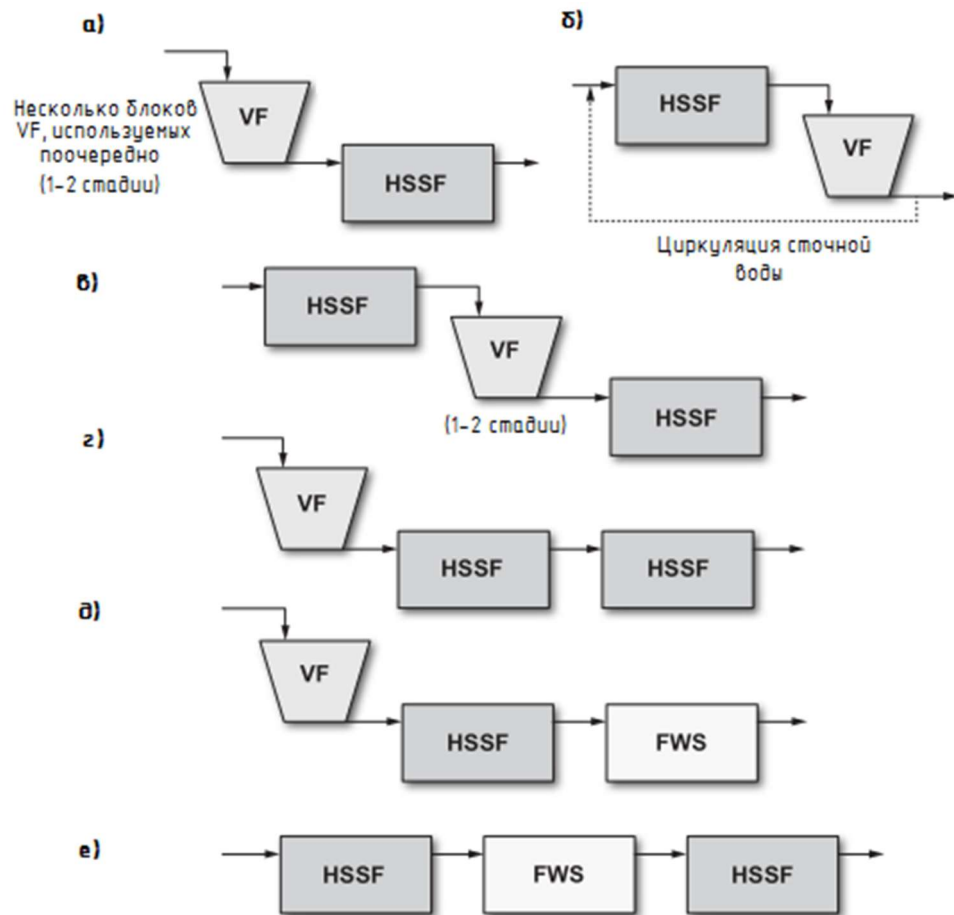 а)
VF
Несколько блоков
VF, используемых
поочередно
(1-2 стадии)
HSSF
б)
HSSF
VF
Циркуляция сточной
воды
в)
HSSF
VF
(1-2 стадии)
HSSF
г)
VF
HSSF
HSSF
д)
VF
HSSF
FWS
е)
HSSF
FWS
HSSF